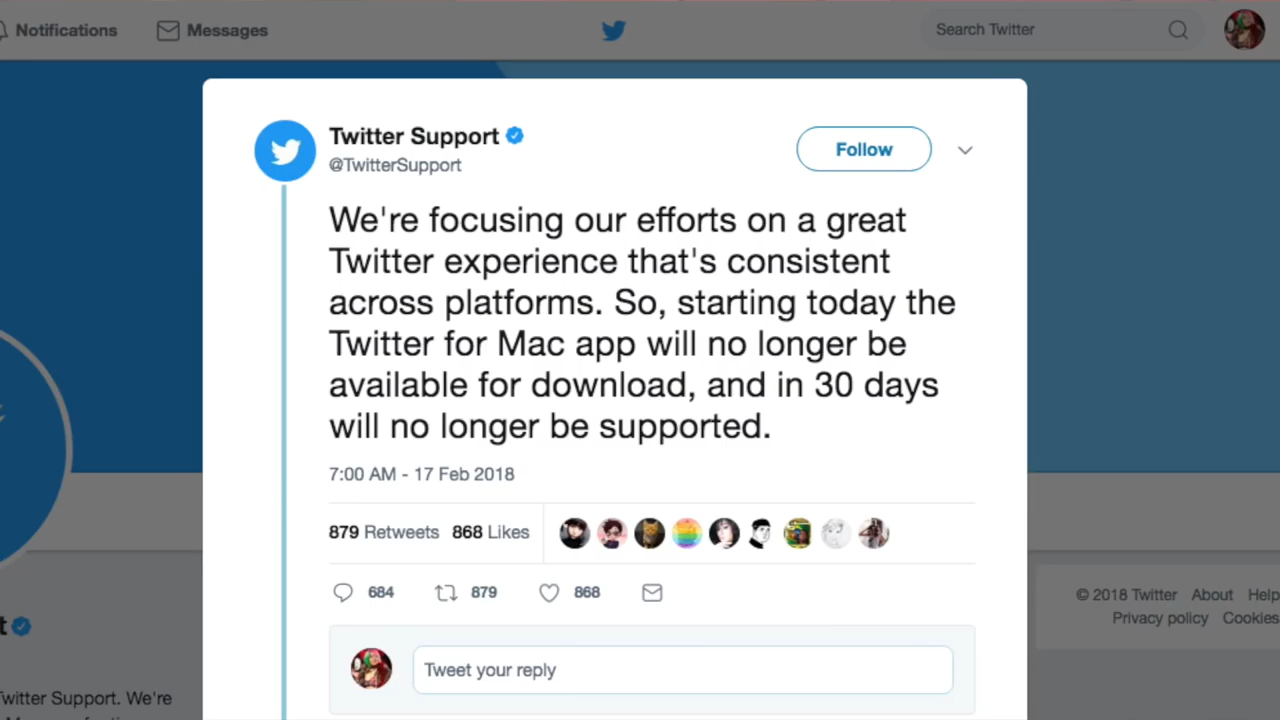 Notifications
Messages
Search Twitter
Twitter Support
@TwitterSupport
Follow
We're focusing our efforts on a great
Twitter experience that's consistent
across platforms. So, starting today the
Twitter for Mac app will no longer be
available for download, and in 30 days
will no longer be supported.
7:00 AM - 17 Feb 2018
879 Retweets 868 Likes
684 879 868
Tweet your reply
© 2018 Twitter About Help
Privacy policy Cookies
Twitter Support. We're